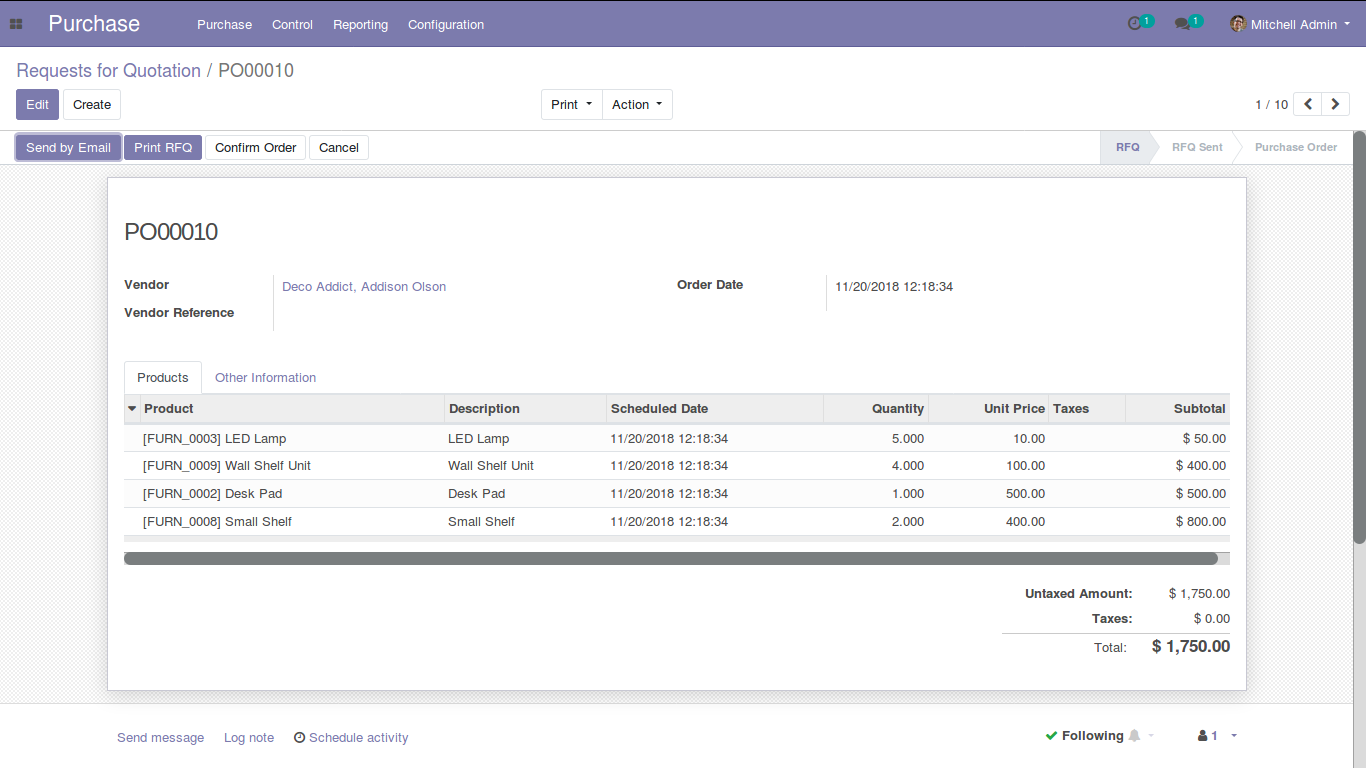 Purchase Purchase Control Reporting Configuration 1 1 Mitchell Admin
Requests for Quotation / PO00010
Edit Create Print Action 1 / 10
Send by Email Print RFQ Confirm Order Cancel RFQ RFQ Sent Purchase Order
PO00010
Vendor Deco Addict, Addison Olson Order Date 11/20/2018 12:18:34
Vendor Reference
Products Other Information
Product Description Scheduled Date Quantity Unit Price Taxes Subtotal
[FURN_0003] LED Lamp LED Lamp 11/20/2018 12:18:34 5.000 10.00 $ 50.00
[FURN_0009] Wall Shelf Unit Wall Shelf Unit 11/20/2018 12:18:34 4.000 100.00 $ 400.00
[FURN_0002] Desk Pad Desk Pad 11/20/2018 12:18:34 1.000 500.00 $ 500.00
[FURN_0008] Small Shelf Small Shelf 11/20/2018 12:18:34 2.000 400.00 $ 800.00
Untaxed Amount: $ 1,750.00
Taxes: $ 0.00
Total: $ 1,750.00
Send message Log note Schedule activity Following 1